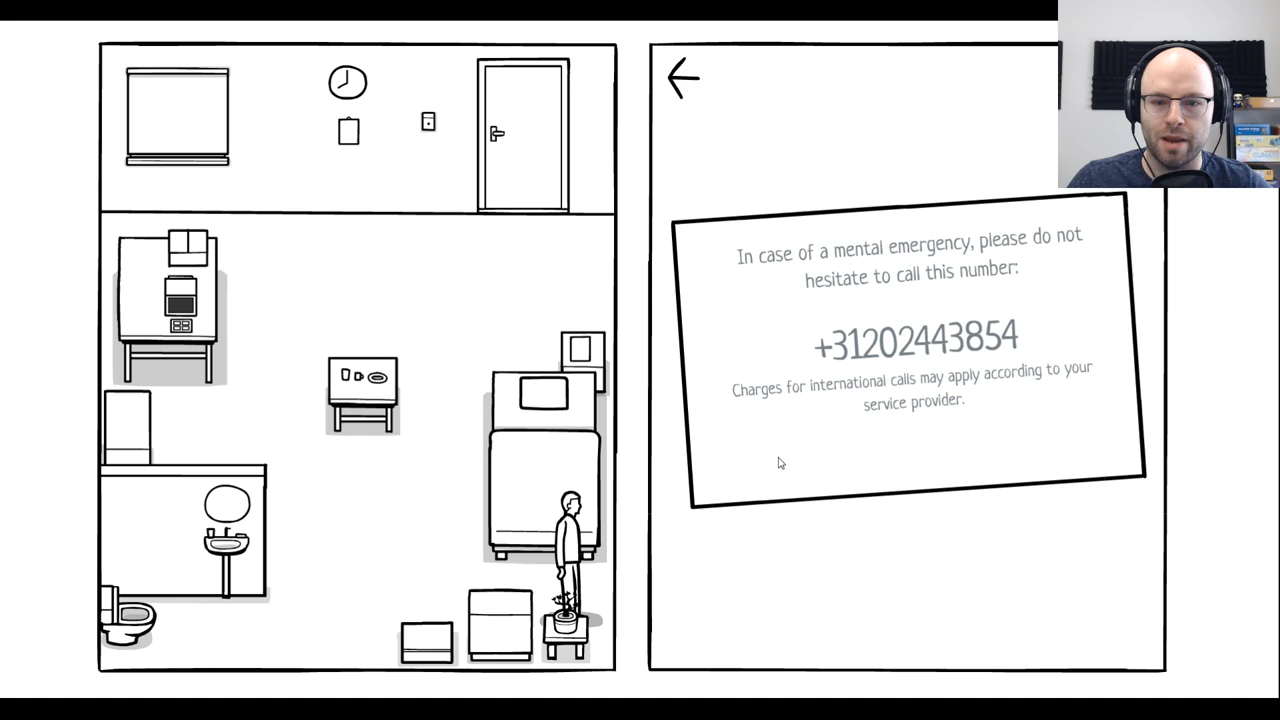 In case of a mental emergency, please do not
hesitate to call this number:
+31202443854
Charges for international calls may apply according to your
service provider.